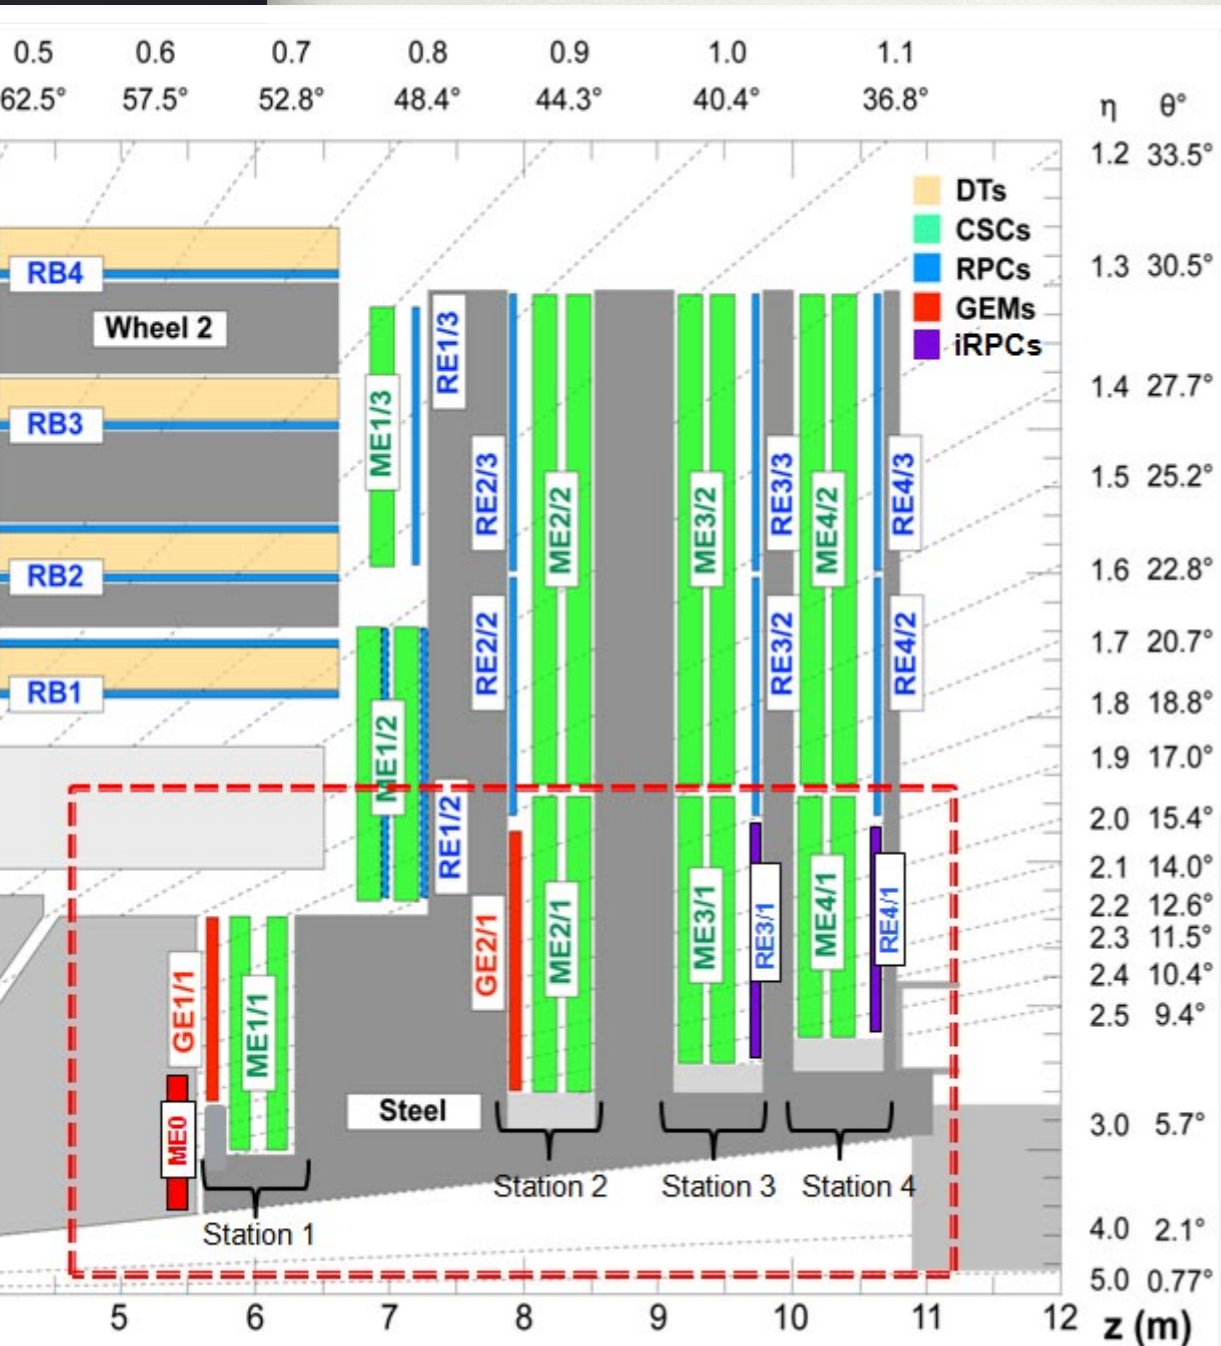 0.5 0.6 0.7 0.8 0.9 1.0 1.1
62.5° 57.5° 52.8° 48.4° 44.3° 40.4° 36.8° η θ°
1.2 33.5°
DTs
CSCs
RPCs
GEMs
iRPCs
1.3 30.5°
1.4 27.7°
1.5 25.2°
1.6 22.8°
1.7 20.7°
1.8 18.8°
1.9 17.0°
2.0 15.4°
2.1 14.0°
2.2 12.6°
2.3 11.5°
2.4 10.4°
2.5 9.4°
3.0 5.7°
4.0 2.1°
5.0 0.77°
RB4
Wheel 2
RB3
RB2
RB1
ME1/3
RE1/3
RE2/3
ME2/2
ME3/2
RE3/3
ME4/2
RE4/3
RE2/2
RE3/2
RE4/2
ME1/2
RE1/2
GE1/1
ME1/1
GE2/1
ME2/1
ME3/1
RE3/1
ME4/1
RE4/1
ME0
Steel
Station 1
Station 2
Station 3
Station 4
5 6 7 8 9 10 11 12 z (m)